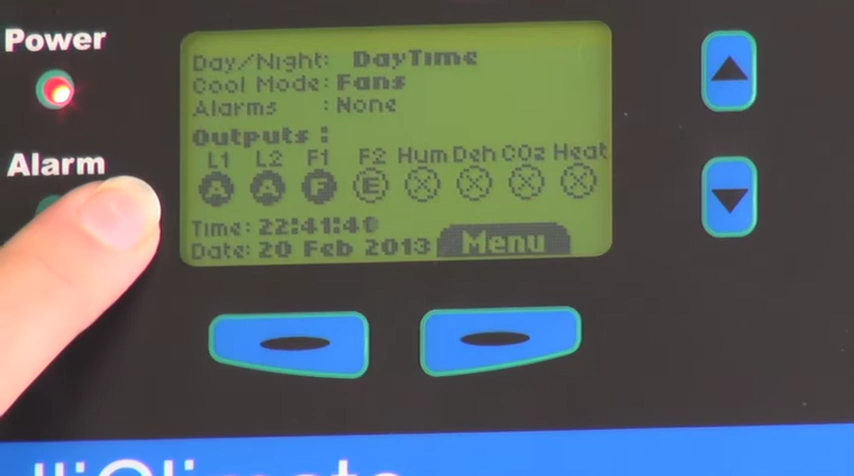 Power
Day/Night: DayTime
Cool Mode: Fans
Alarms :None
Outputs :
Alarm
L1 L2 F1 F2 Hum Deh CO2 Heat
A A F E X X X X
Time: 22:41:40
Date: 20 Feb 2013 Menu